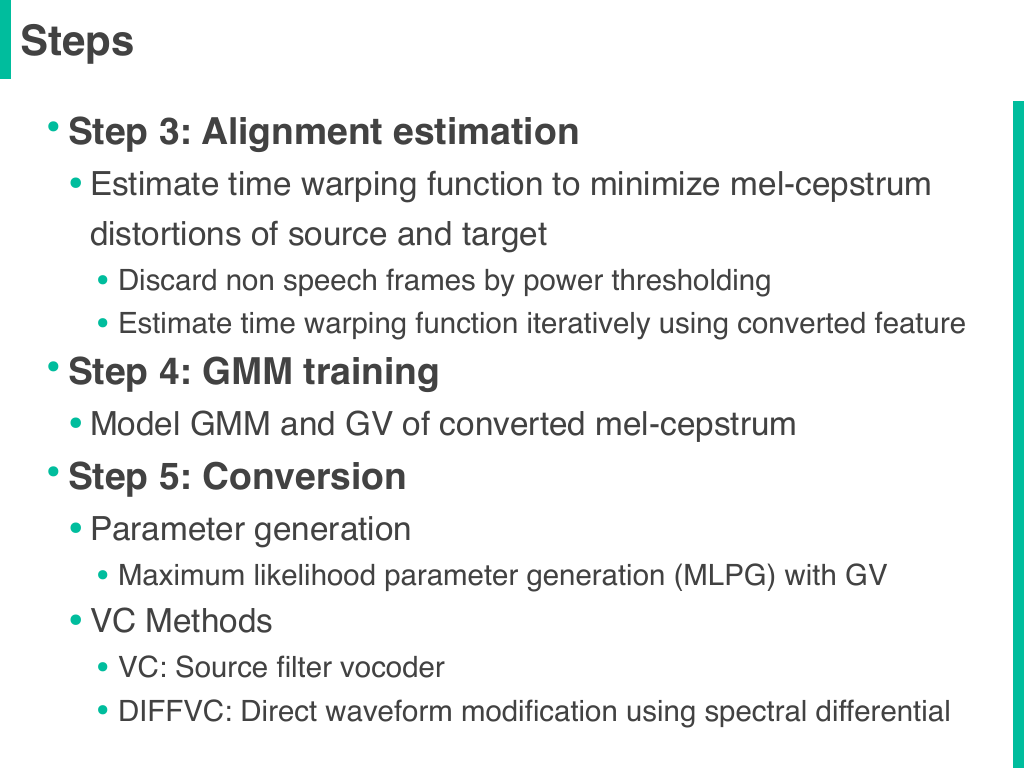 Steps
• Step 3: Alignment estimation
• Estimate time warping function to minimize mel-cepstrum
distortions of source and target
• Discard non speech frames by power thresholding
• Estimate time warping function iteratively using converted feature
• Step 4: GMM training
• Model GMM and GV of converted mel-cepstrum
• Step 5: Conversion
• Parameter generation
• Maximum likelihood parameter generation (MLPG) with GV
• VC Methods
• VC: Source filter vocoder
• DIFFVC: Direct waveform modification using spectral differential